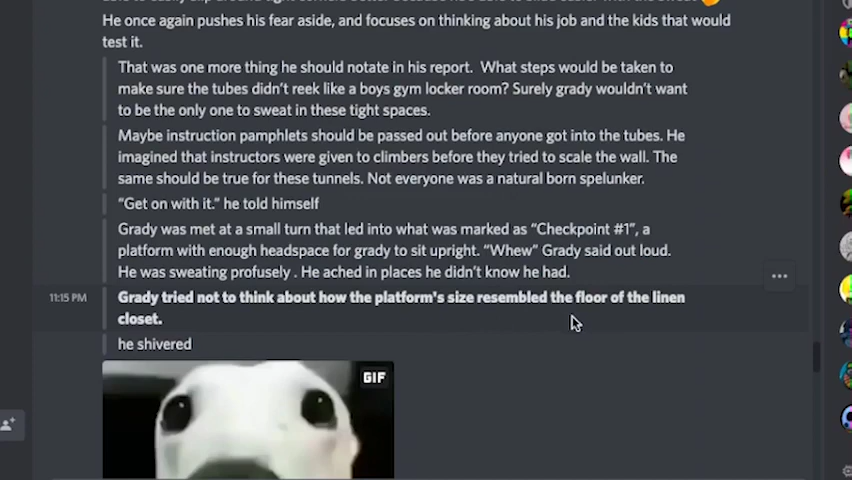 He once again pushes his fear aside, and focuses on thinking about his job and the kids that would
test it.
That was one more thing he should notate in his report. What steps would be taken to
make sure the tubes didn't reek like a boys gym locker room? Surely grady wouldn't want
to be the only one to sweat in these tight spaces.
Maybe instruction pamphlets should be passed out before anyone got into the tubes. He
imagined that instructors were given to climbers before they tried to scale the wall. The
same should be true for these tunnels. Not everyone was a natural born spelunker.
“Get on with it.” he told himself
Grady was met at a small turn that led into what was marked as “Checkpoint #1”, a
platform with enough headspace for grady to sit upright. “Whew” Grady said out loud.
He was sweating profusely . He ached in places he didn't know he had.
11:15 PM Grady tried not to think about how the platform's size resembled the floor of the linen
closet.
he shivered
GIF